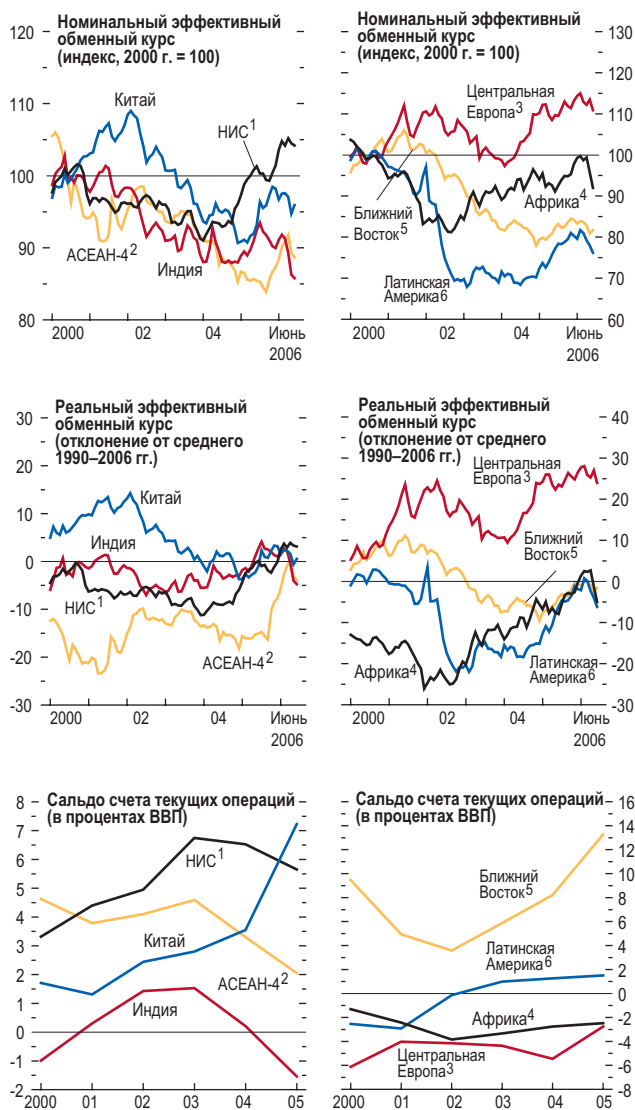 Номинальный эффективный
обменный курс
(индекс, 2000 г. = 100)
120
110
100
90
80
Китай
НИС1
АСЕАН-42
Индия
2000 02 04 Июнь
2006
Номинальный эффективный
обменный курс
(индекс, 2000 г. = 100)
130
120
110
100
90
80
70
60
Центральная
Европа3
Ближний
Восток5
Африка4
Латинская
Америка6
2000 02 04 Июнь
2006
Реальный эффективный
обменный курс
(отклонение от среднего
1990–2006 гг.)
30
20
10
0
-10
-20
-30
Китай
Индия
НИС1
АСЕАН-42
2000 02 04 Июнь
2006
Реальный эффективный
обменный курс
(отклонение от среднего
1990–2006 гг.)
40
30
20
10
0
-10
-20
-30
Центральная
Европа3
Ближний
Восток5
Африка4
Латинская
Америка6
2000 02 04 Июнь
2006
Сальдо счета текущих операций
(в процентах ВВП)
8
7
6
5
4
3
2
1
0
-1
-2
НИС1
Китай
АСЕАН-42
Индия
2000 01 02 03 04 05
Сальдо счета текущих операций
(в процентах ВВП)
16
14
12
10
8
6
4
2
0
-2
-4
-6
-8
Ближний
Восток5
Латинская
Америка6
Африка4
Центральная
Европа3
2000 01 02 03 04 05